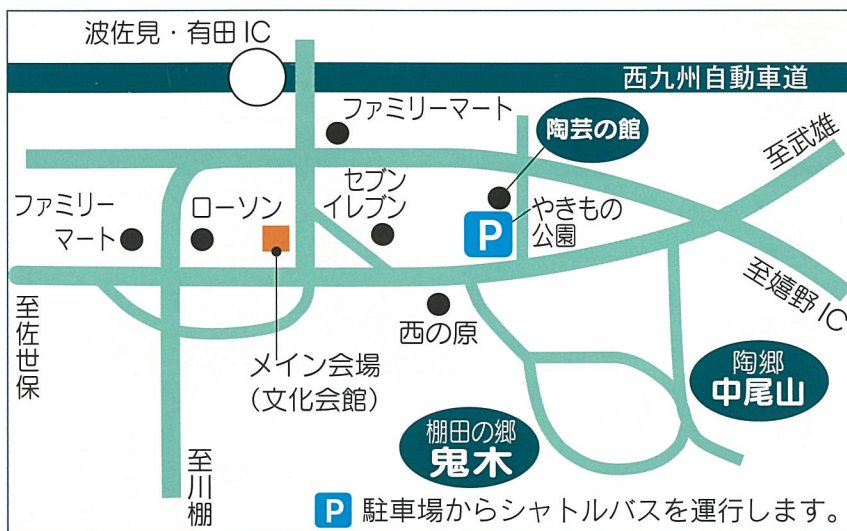 波佐見・有田IC
西九州自動車道
ファミリーマート
陶芸の館
至武雄
セブン
イレブン
ファミリー
マート
ローソン
P
やきもの
公園
至嬉野IC
至佐世保
西の原
メイン会場
(文化会館)
陶郷
中尾山
棚田の郷
鬼木
至川棚
P 駐車場からシャトルバスを運行します。